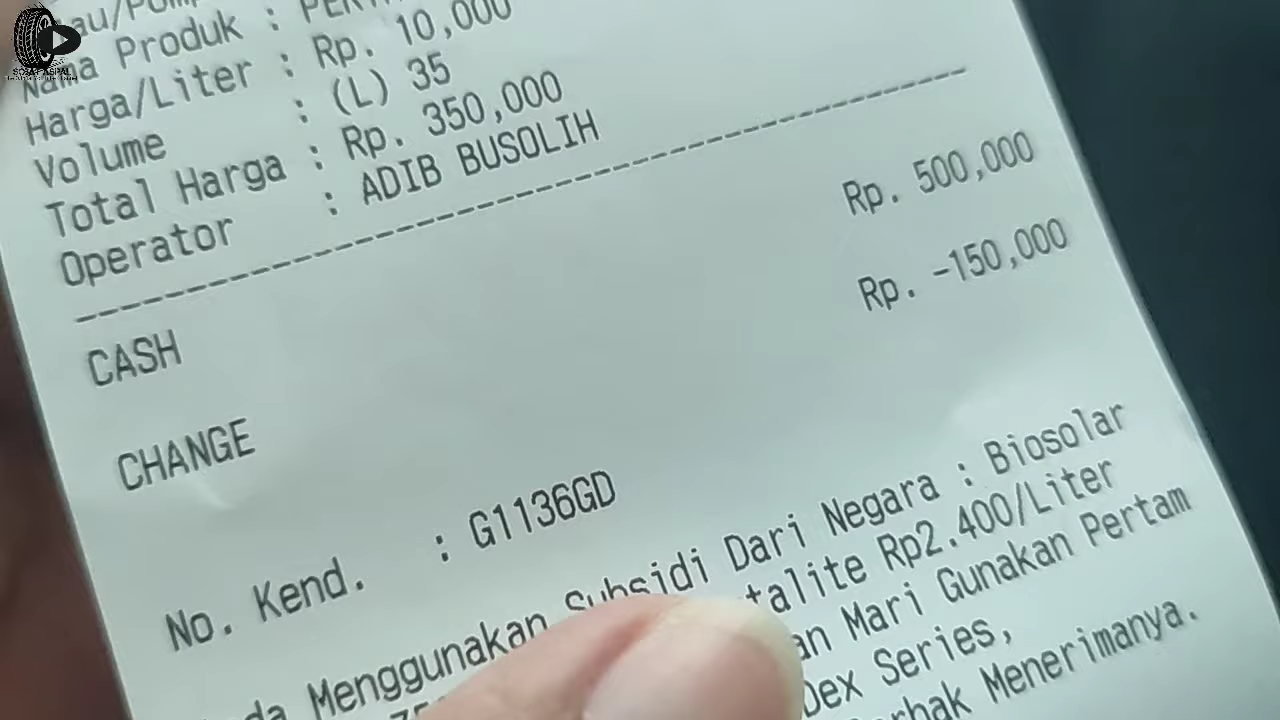 Nama Produk :
Harga/Liter : Rp. 10,000
Volume : (L) 35
Total Harga : Rp. 350,000
Operator : ADIB BUSOLIH
CASH Rp. 500,000
CHANGE Rp. -150,000
No. Kend. : G1136GD
Menggunakan Subsidi Dari Negara : Biosolar
Rp2.400/Liter
Mari Gunakan Pertam
Dex Series,
Menerimanya.